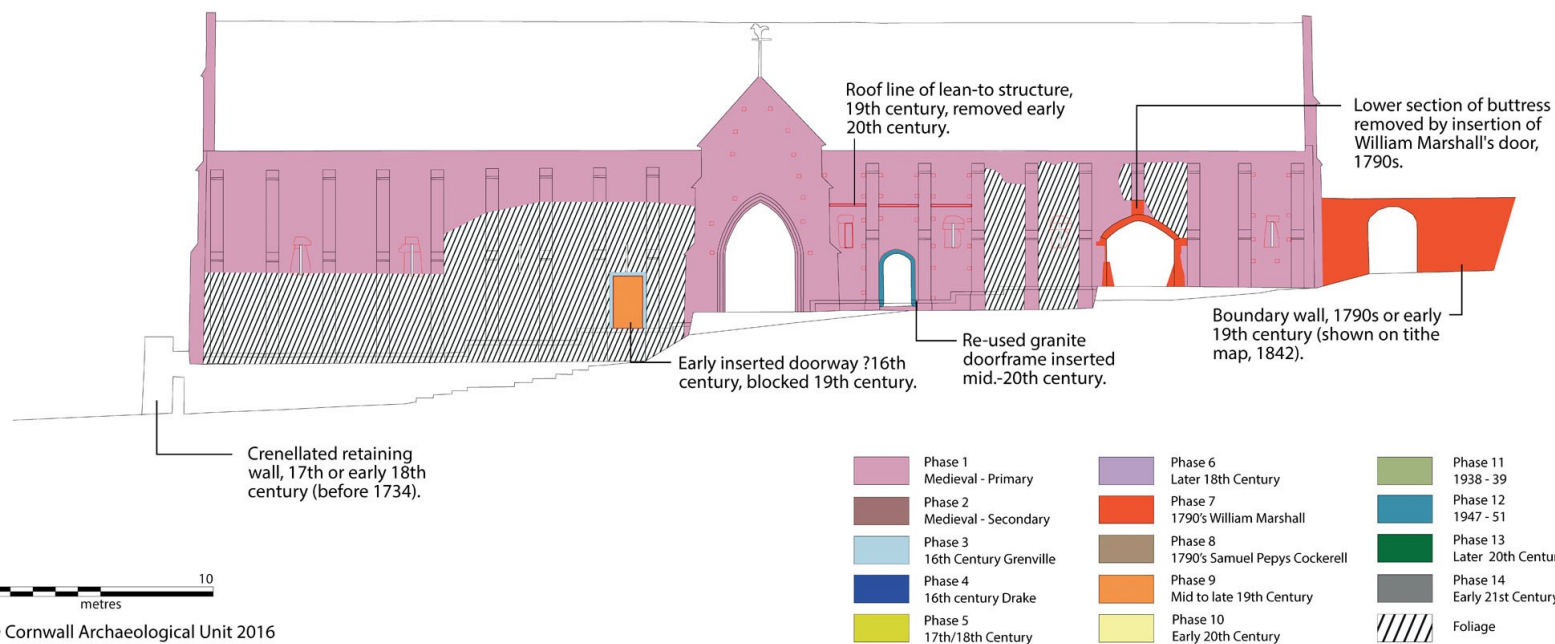 Roof line of lean-to structure,
19th century, removed early
20th century.
Lower section of buttress
removed by insertion of
William Marshall's door,
1790s.
Early inserted doorway ?16th
century, blocked 19th century.
Re-used granite
doorframe inserted
mid.-20th century.
Boundary wall, 1790s or early
19th century (shown on tithe
map, 1842).
Crenellated retaining
wall, 17th or early 18th
century (before 1734).
Phase 1
Medieval - Primary
Phase 2
Medieval - Secondary
Phase 3
16th Century Grenville
Phase 4
16th century Drake
Phase 5
17th/18th Century
Phase 6
Later 18th Century
Phase 7
1790's William Marshall
Phase 8
1790's Samuel Pepys Cockerell
Phase 9
Mid to late 19th Century
Phase 10
Early 20th Century
Phase 11
1938 - 39
Phase 12
1947 - 51
Phase 13
Later 20th Centur
Phase 14
Early 21st Century
Foliage
10
metres
Cornwall Archaeological Unit 2016